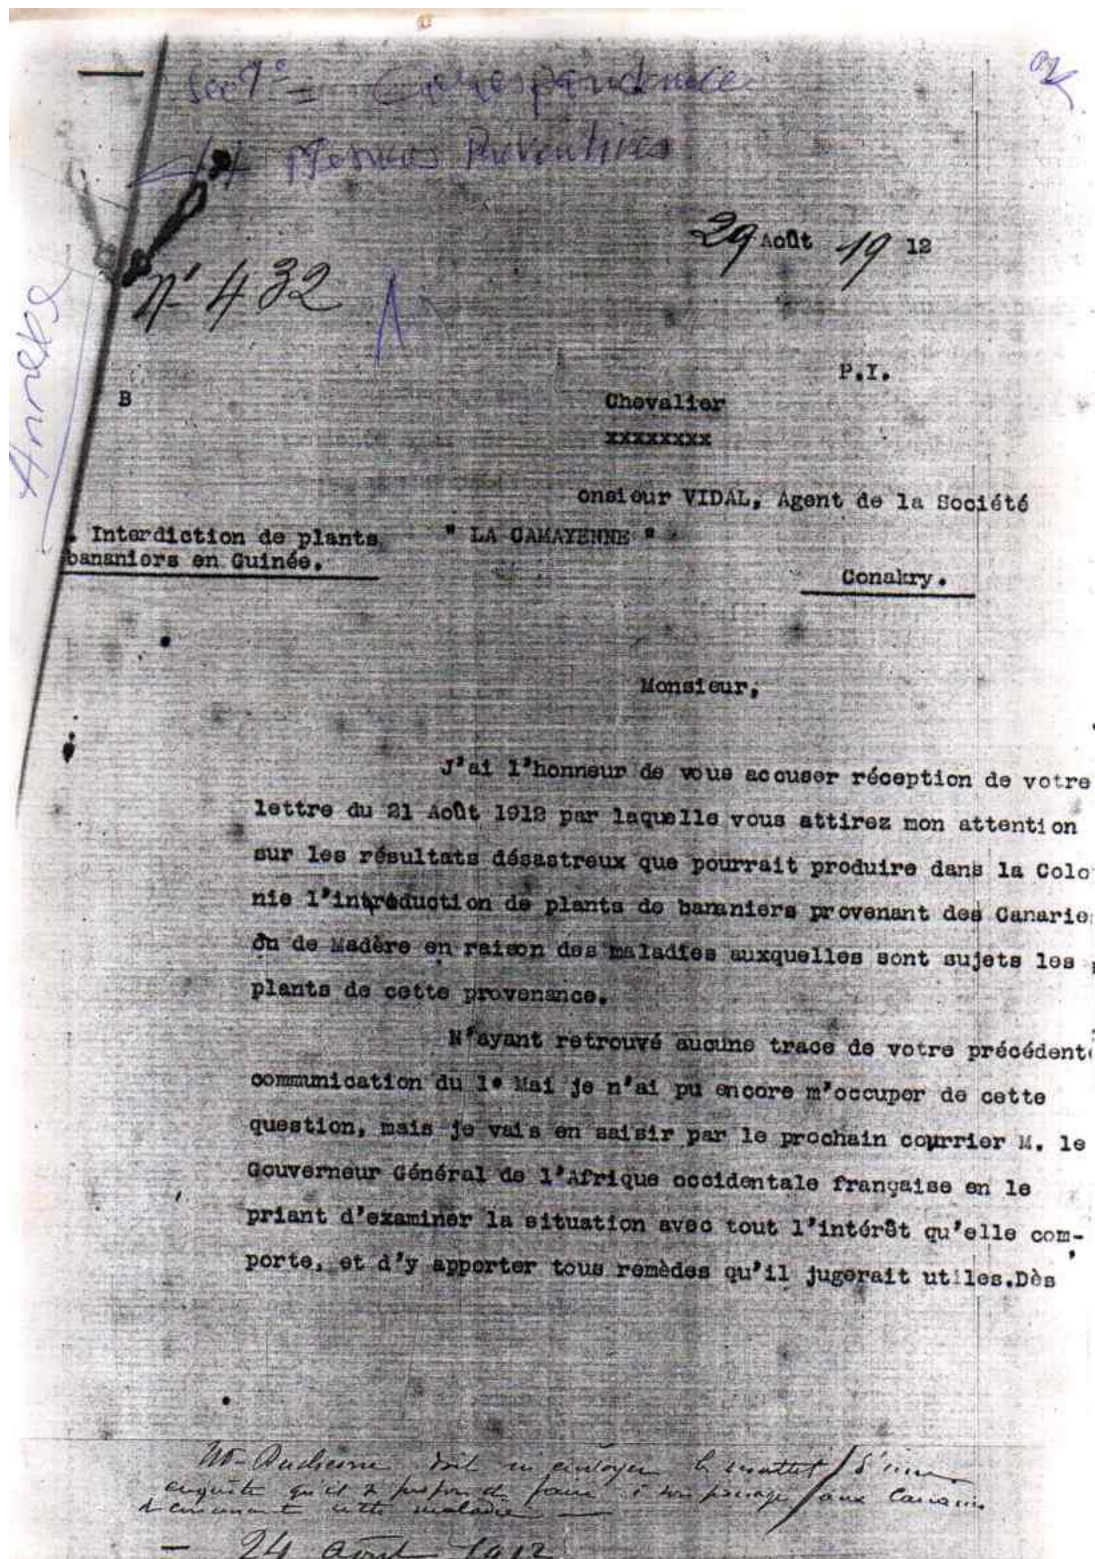 Correspondance
Mesures Préventives
29 Août 19 12
N° 432
Annexe
P.I.
B
Chevalier
xxxxxxxx
onsieur VIDAL, Agent de la Société
. Interdiction de plants " LA CAMAYENNE "
bananiers en Guinée.
Conakry.
Monsieur,
J'ai l'honneur de vous accuser réception de votre
lettre du 21 Août 1912 par laquelle vous attirez mon attention
sur les résultats désastreux que pourrait produire dans la Colo
nie l'introduction de plants de bananiers provenant des Canarie
ou de Madère en raison des maladies auxquelles sont sujets les
plants de cette provenance.
N'ayant retrouvé aucune trace de votre précédente
communication du 1° Mai je n'ai pu encore m'occuper de cette
question, mais je vais en saisir par le prochain courrier M. le
Gouverneur Général de l'Afrique occidentale française en le
priant d'examiner la situation avec tout l'intérêt qu'elle com-
porte, et d'y apporter tous remèdes qu'il jugerait utiles.Dès
doit m'envoyer le résultat d'une
enquête qu'il se propose de faire à son passage aux Canaries
concernant cette maladie —
— 24 août 1912